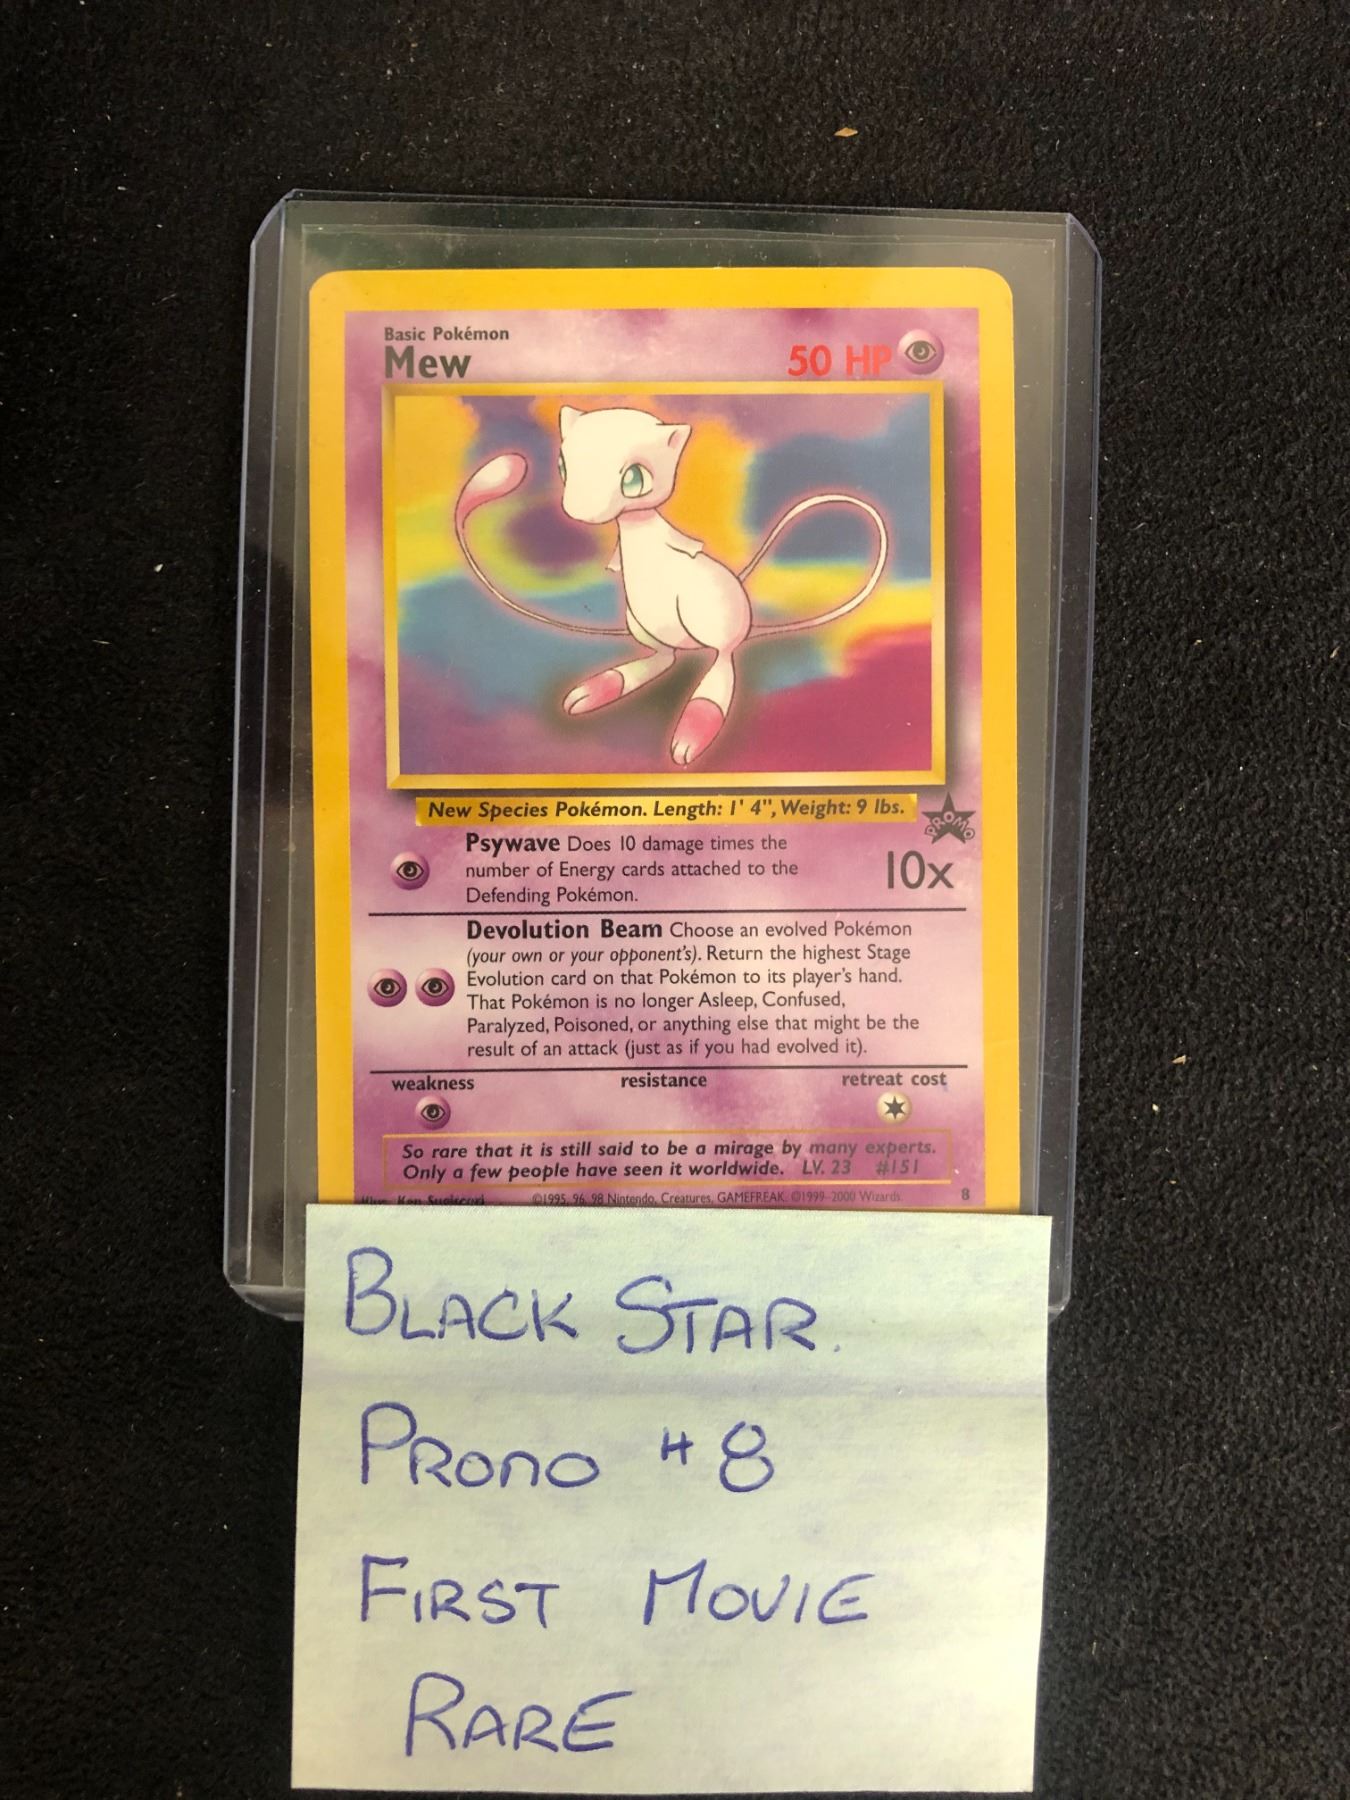 Basic Pokémon
Mew
50 HP
New Species Pokémon. Length: 1' 4", Weight: 9 lbs.
PROMO
Psywave Does 10 damage times the
number of Energy cards attached to the
Defending Pokémon.
10x
Devolution Beam Choose an evolved Pokémon
(your own or your opponent's). Return the highest Stage
Evolution card on that Pokémon to its player's hand.
That Pokémon is no longer Asleep, Confused,
Paralyzed, Poisoned, or anything else that might be the
result of an attack (just as if you had evolved it).
weakness resistance retreat cost
So rare that it is still said to be a mirage by many experts.
Only a few people have seen it worldwide. LV. 23 #151
Illus. Ken Sugimori ©1995, 96, 98 Nintendo, Creatures, GAMEFREAK. ©1999-2000 Wizards. 8
BLACK STAR.
PROMO #8
FIRST MOVIE
RARE